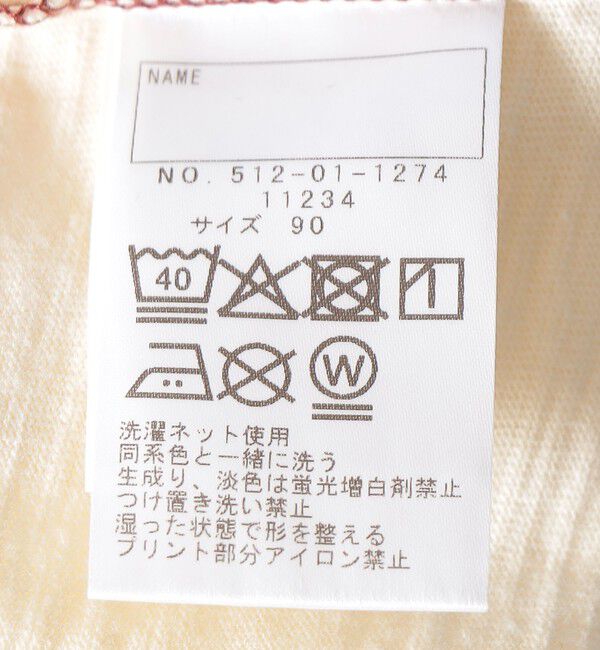 NAME
NO. 512-01-1274
11234
サイズ 90
40
W
洗濯ネット使用
同系色と一緒に洗う
生成り、淡色は蛍光増白剤禁止
つけ置き洗い禁止
湿った状態で形を整える
プリント部分アイロン禁止